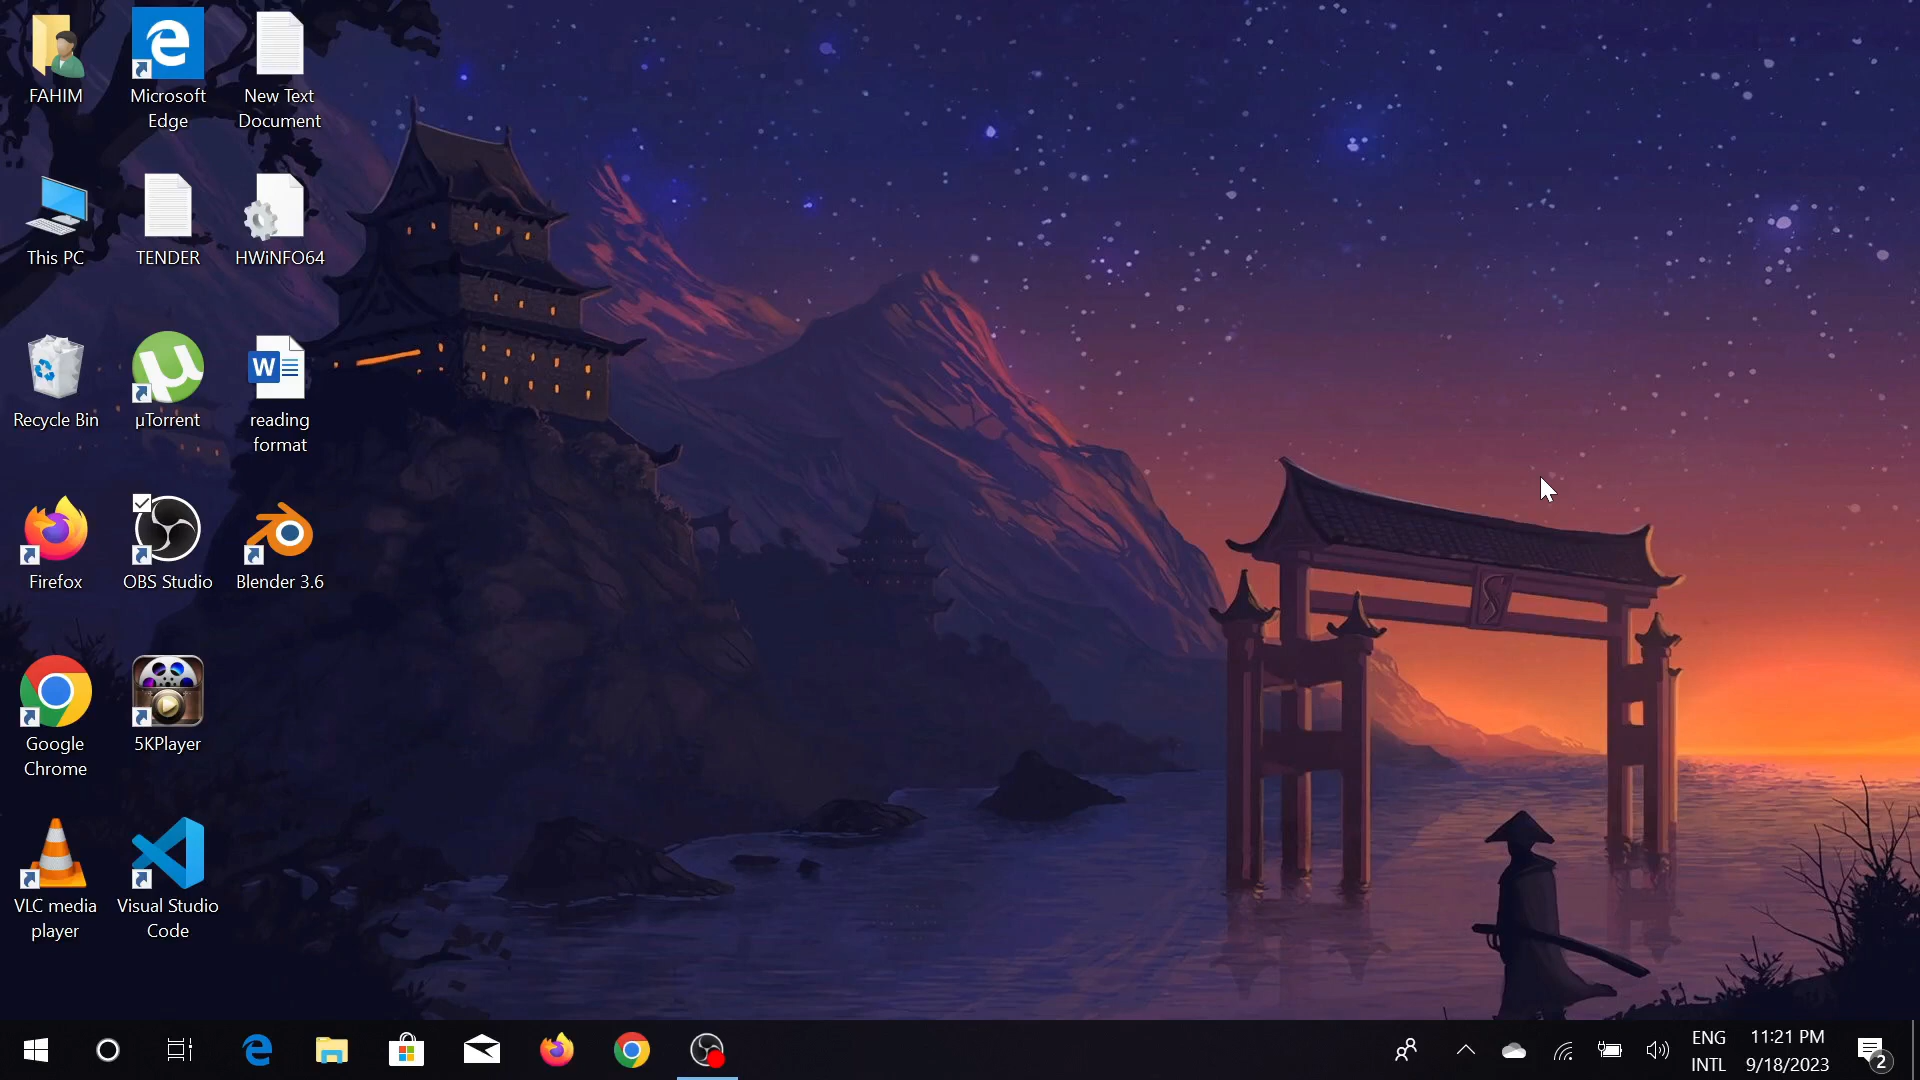 FAHIM
Microsoft
Edge
New Text
Document
This PC
TENDER
HWiNFO64
Recycle Bin
µTorrent
W
reading
format
Firefox
OBS Studio
Blender 3.6
Google
Chrome
5KPlayer
VLC media
player
Visual Studio
Code
ENG
INTL
11:21 PM
9/18/2023
2